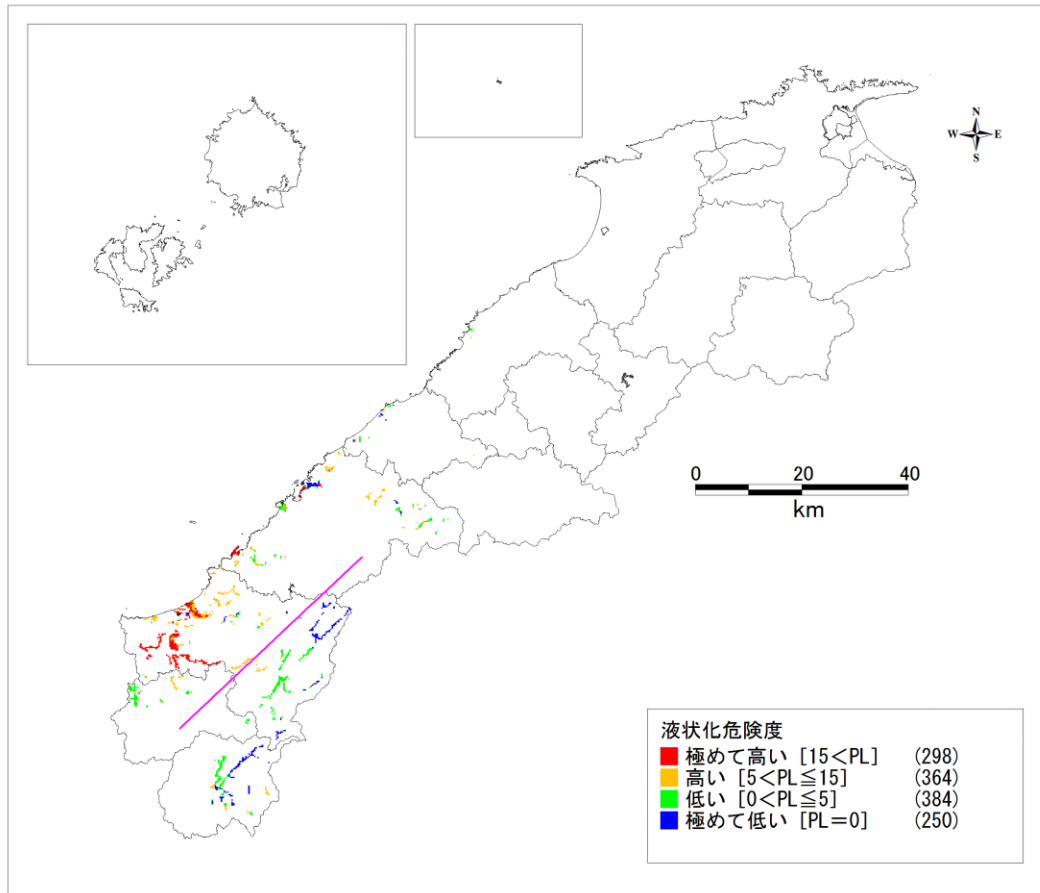 N
W E
S
0 20 40
km
液状化危険度
極めて高い [15<PL] (298)
高い [5<PL≦15] (364)
低い [0<PL≦5] (384)
極めて低い [PL=0] (250)